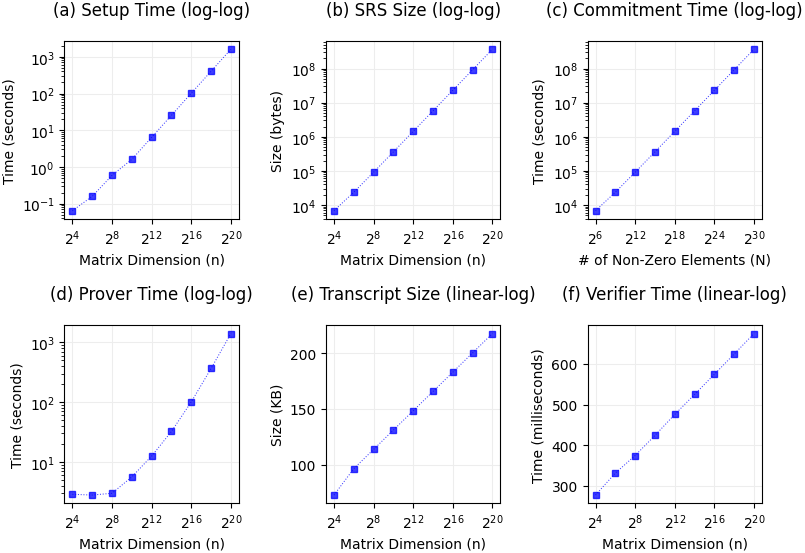 (a) Setup Time (log-log)
Time (seconds)
10³
10²
10¹
10⁰
10⁻¹
2⁴ 2⁸ 2¹² 2¹⁶ 2²⁰
Matrix Dimension (n)
(b) SRS Size (log-log)
Size (bytes)
10⁸
10⁷
10⁶
10⁵
10⁴
2⁴ 2⁸ 2¹² 2¹⁶ 2²⁰
Matrix Dimension (n)
(c) Commitment Time (log-log)
Time (seconds)
10⁸
10⁷
10⁶
10⁵
10⁴
2⁶ 2¹² 2¹⁸ 2²⁴ 2³⁰
# of Non-Zero Elements (N)
(d) Prover Time (log-log)
Time (seconds)
10³
10²
10¹
2⁴ 2⁸ 2¹² 2¹⁶ 2²⁰
Matrix Dimension (n)
(e) Transcript Size (linear-log)
Size (KB)
200
150
100
2⁴ 2⁸ 2¹² 2¹⁶ 2²⁰
Matrix Dimension (n)
(f) Verifier Time (linear-log)
Time (milliseconds)
600
500
400
300
2⁴ 2⁸ 2¹² 2¹⁶ 2²⁰
Matrix Dimension (n)